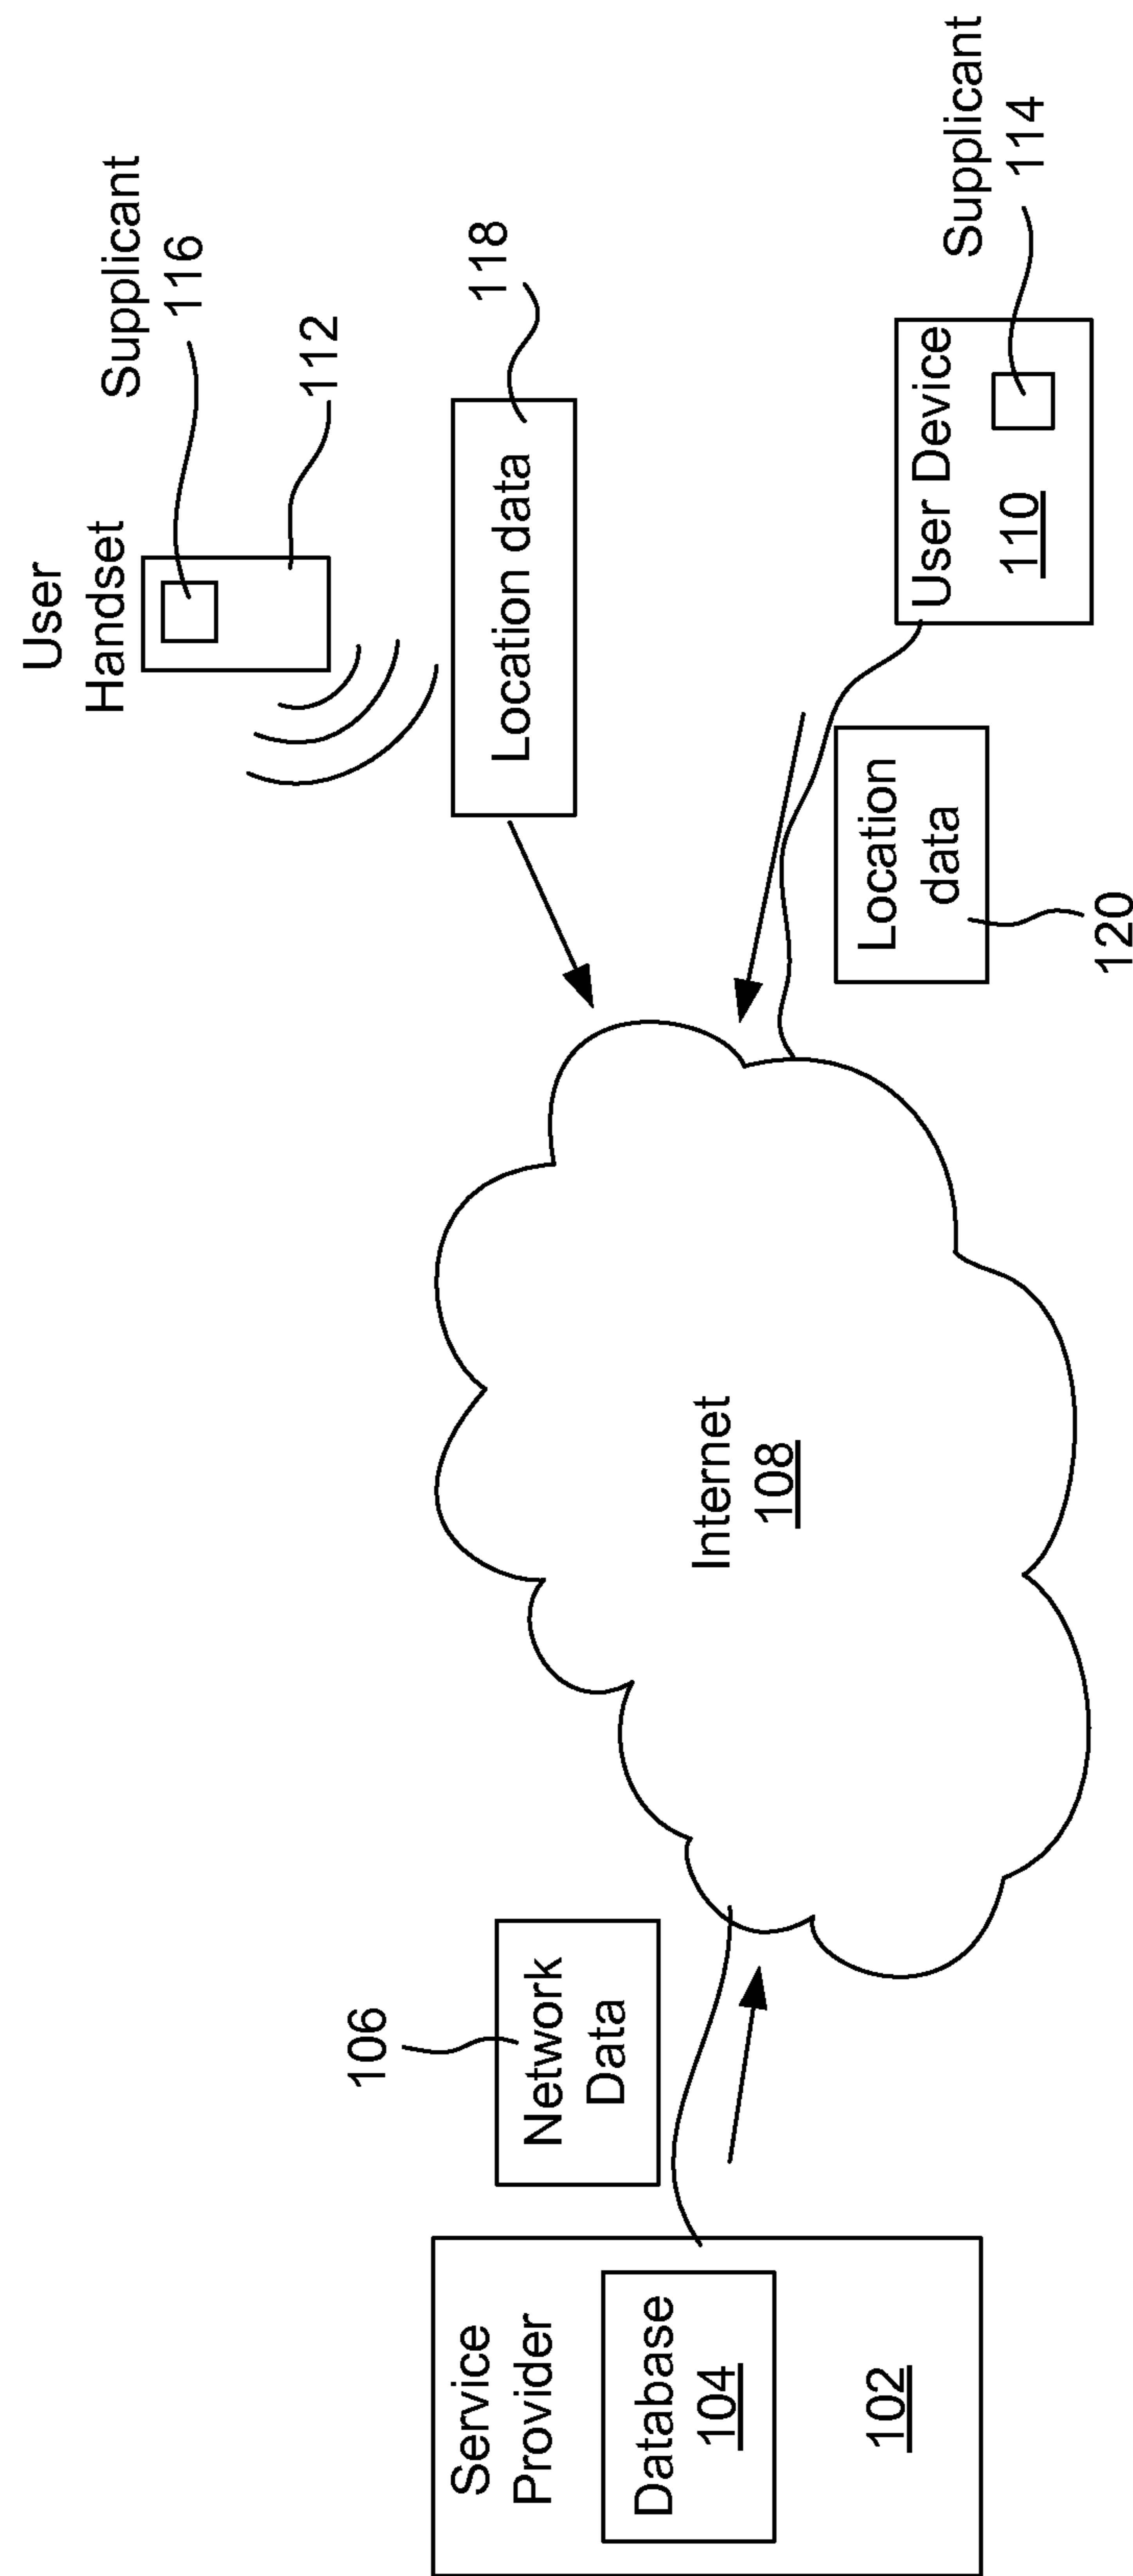 Service
Provider
Database
104
102
106
Network
Data
Internet
108
User
Handset
Supplicant
116
112
Location data
118
Location
data
120
User Device
110
Supplicant
114